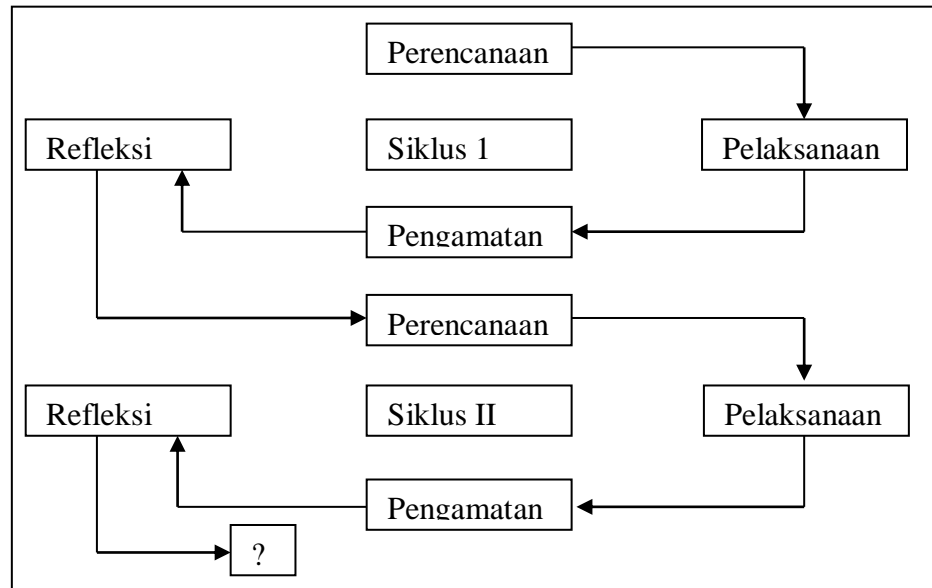 Perencanaan
Refleksi
Siklus 1
Pelaksanaan
Pengamatan
Perencanaan
Refleksi
Siklus II
Pelaksanaan
Pengamatan
?